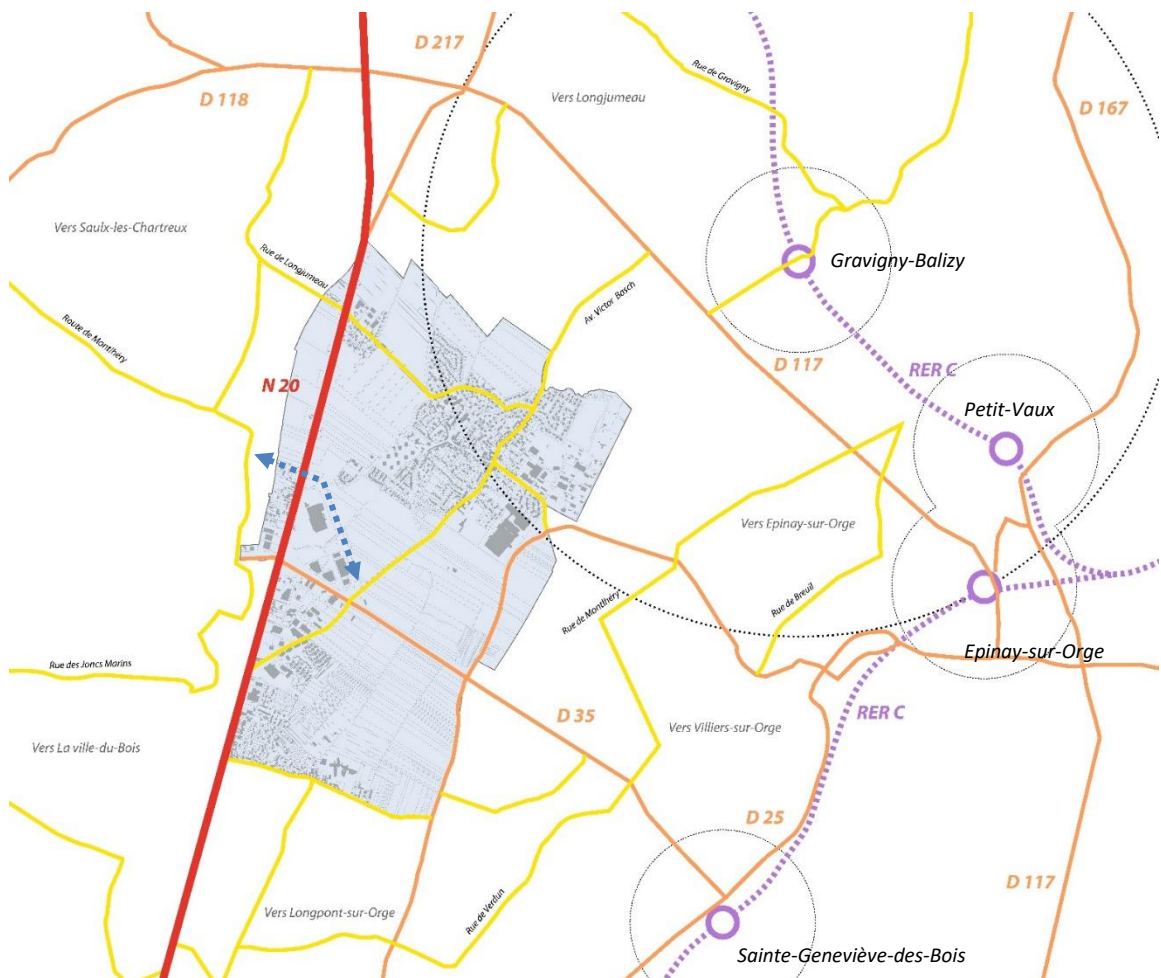 D 217
D 118
Vers Longjumeau
Rue de Gravigny
D 167
Vers Saulx-les-Chartreux
Rue de Longjumeau
Gravigny-Balizy
Av. Victor Basch
Route de Montlhéry
D 117
RER C
N 20
Petit-Vaux
Vers Epinay-sur-Orge
Rue de Montlhéry
Rue de Breuil
Epinay-sur-Orge
Rue des Joncs Marins
RER C
D 35
Vers Villiers-sur-Orge
Vers La ville-du-Bois
D 25
D 117
Rue de Verdun
Vers Longpont-sur-Orge
Sainte-Geneviève-des-Bois